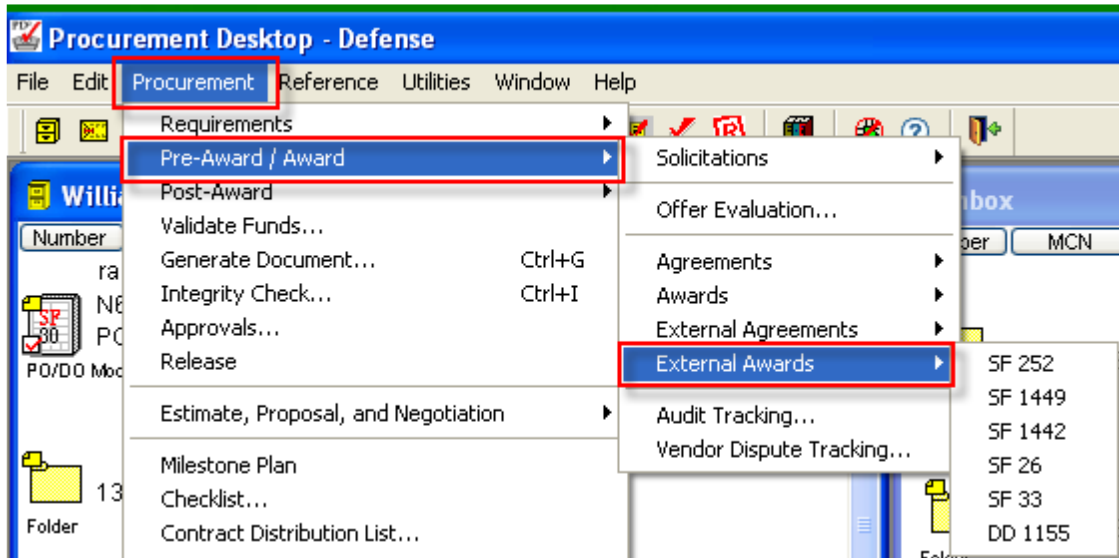 Procurement Desktop - Defense
File Edit Procurement Reference Utilities Window Help
Requirements
Pre-Award / Award
Post-Award
Validate Funds...
Generate Document... Ctrl+G
Integrity Check... Ctrl+I
Approvals...
Release
Estimate, Proposal, and Negotiation
Milestone Plan
Checklist...
Contract Distribution List...
Solicitations
Offer Evaluation...
Agreements
Awards
External Agreements
External Awards
Audit Tracking...
Vendor Dispute Tracking...
SF 252
SF 1449
SF 1442
SF 26
SF 33
DD 1155
Number
SF
30
PO/DO Mod
13
Folder
MCN